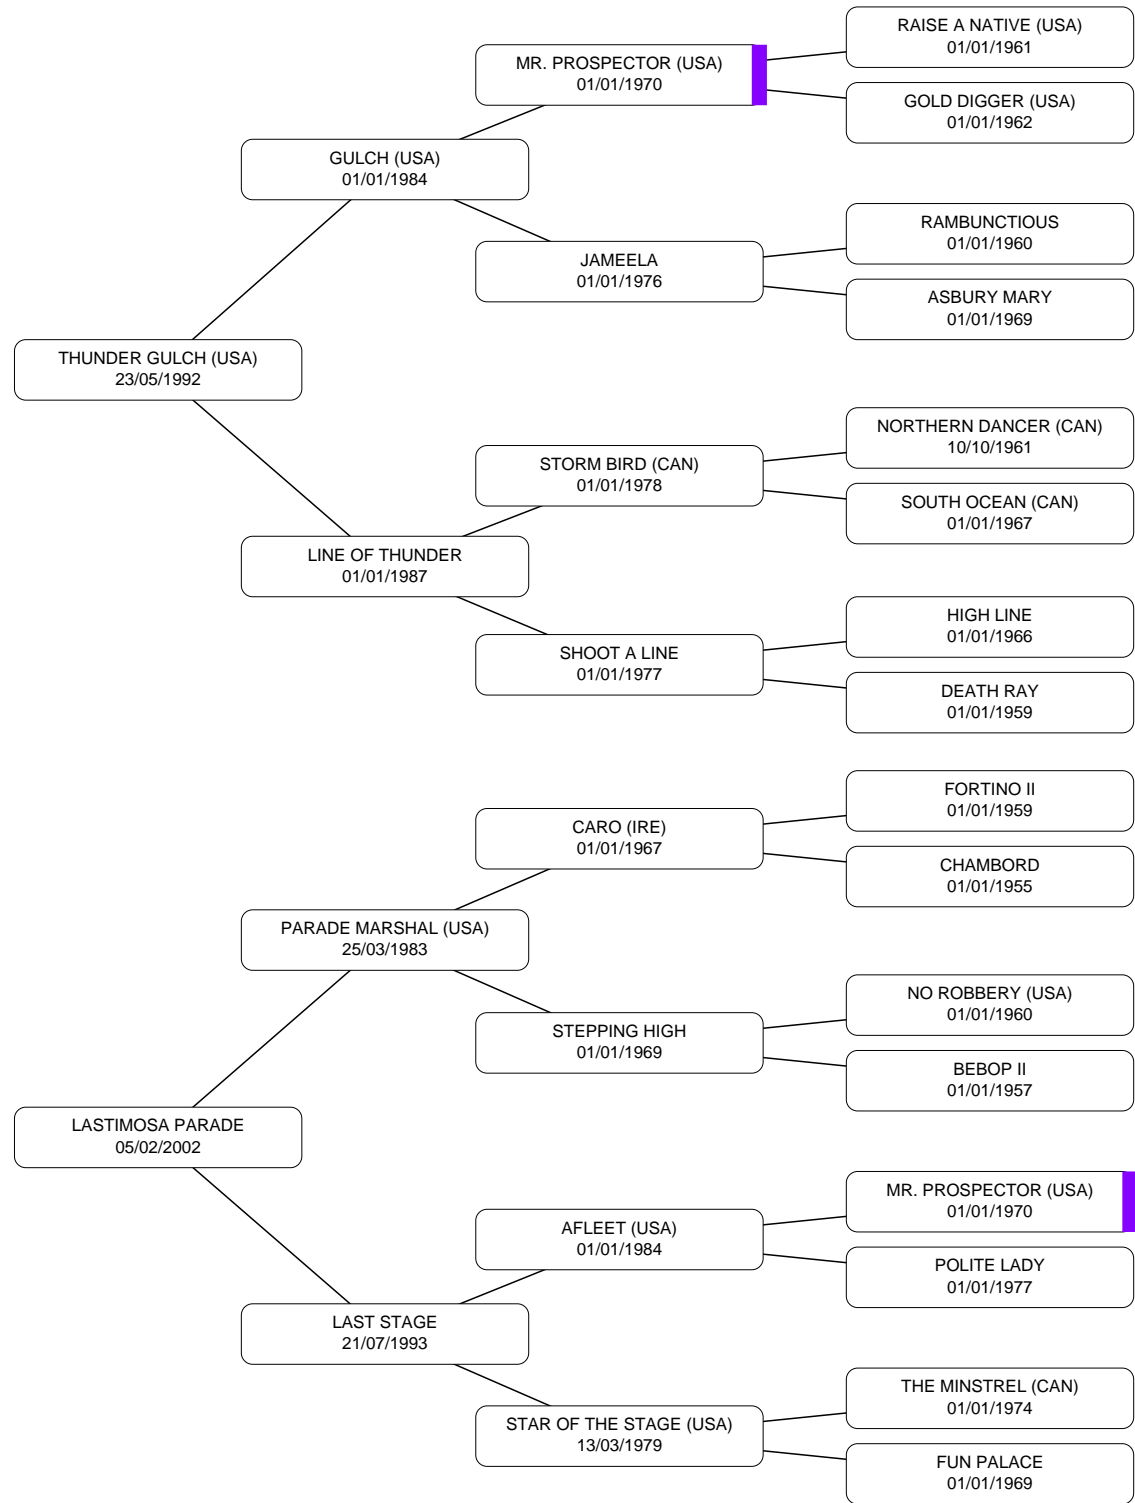 RAISE A NATIVE (USA)
01/01/1961
MR. PROSPECTOR (USA)
01/01/1970
GOLD DIGGER (USA)
01/01/1962
GULCH (USA)
01/01/1984
RAMBUNCTIOUS
01/01/1960
JAMEELA
01/01/1976
ASBURY MARY
01/01/1969
THUNDER GULCH (USA)
23/05/1992
NORTHERN DANCER (CAN)
10/10/1961
STORM BIRD (CAN)
01/01/1978
SOUTH OCEAN (CAN)
01/01/1967
LINE OF THUNDER
01/01/1987
HIGH LINE
01/01/1966
SHOOT A LINE
01/01/1977
DEATH RAY
01/01/1959
FORTINO II
01/01/1959
CARO (IRE)
01/01/1967
CHAMBORD
01/01/1955
PARADE MARSHAL (USA)
25/03/1983
NO ROBBERY (USA)
01/01/1960
STEPPING HIGH
01/01/1969
BEBOP II
01/01/1957
LASTIMOSA PARADE
05/02/2002
MR. PROSPECTOR (USA)
01/01/1970
AFLEET (USA)
01/01/1984
POLITE LADY
01/01/1977
LAST STAGE
21/07/1993
THE MINSTREL (CAN)
01/01/1974
STAR OF THE STAGE (USA)
13/03/1979
FUN PALACE
01/01/1969